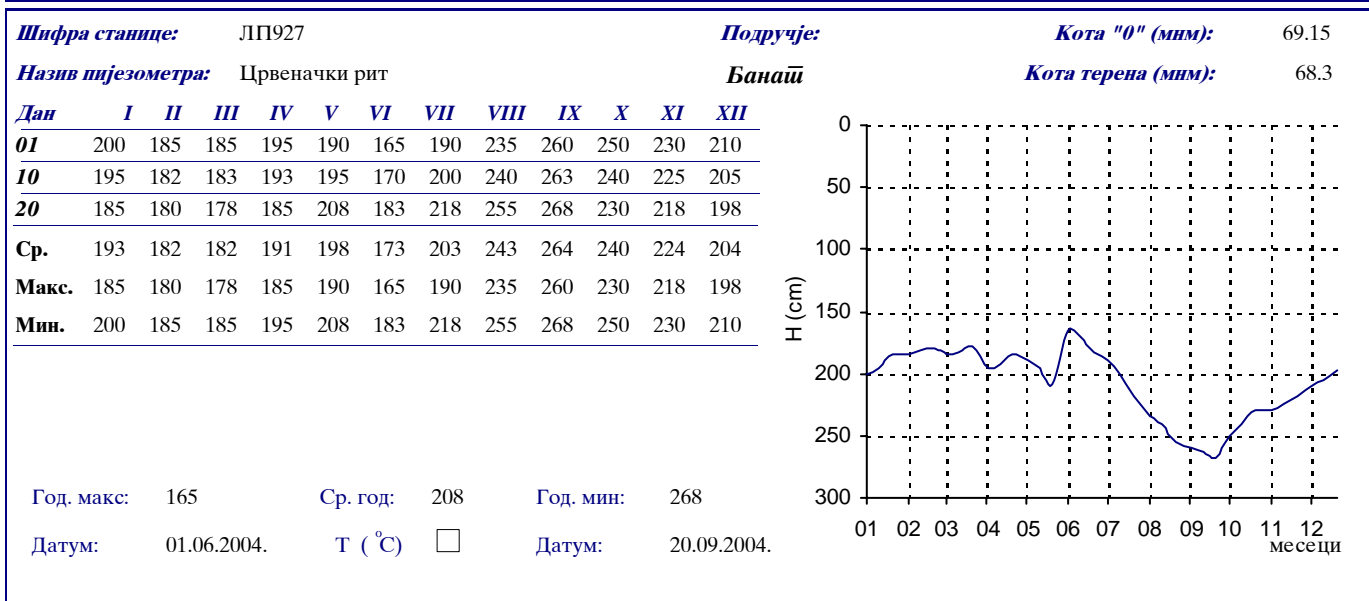 Шифра станице: ЛП927 Подручје: Кота "0" (мнм): 69.15
Назив пијезометра: Црвеначки рит Банат Кота терена (мнм): 68.3
Дан I II III IV V VI VII VIII IX X XI XII
01 200 185 185 195 190 165 190 235 260 250 230 210
10 195 182 183 193 195 170 200 240 263 240 225 205
20 185 180 178 185 208 183 218 255 268 230 218 198
Ср. 193 182 182 191 198 173 203 243 264 240 224 204
Макс. 185 180 178 185 190 165 190 235 260 230 218 198
Мин. 200 185 185 195 208 183 218 255 268 250 230 210
Год. макс: 165 Ср. год: 208 Год. мин: 268
Датум: 01.06.2004. Т ( °С) Датум: 20.09.2004.
H (cm)
0
50
100
150
200
250
300
01 02 03 04 05 06 07 08 09 10 11 12
месеци